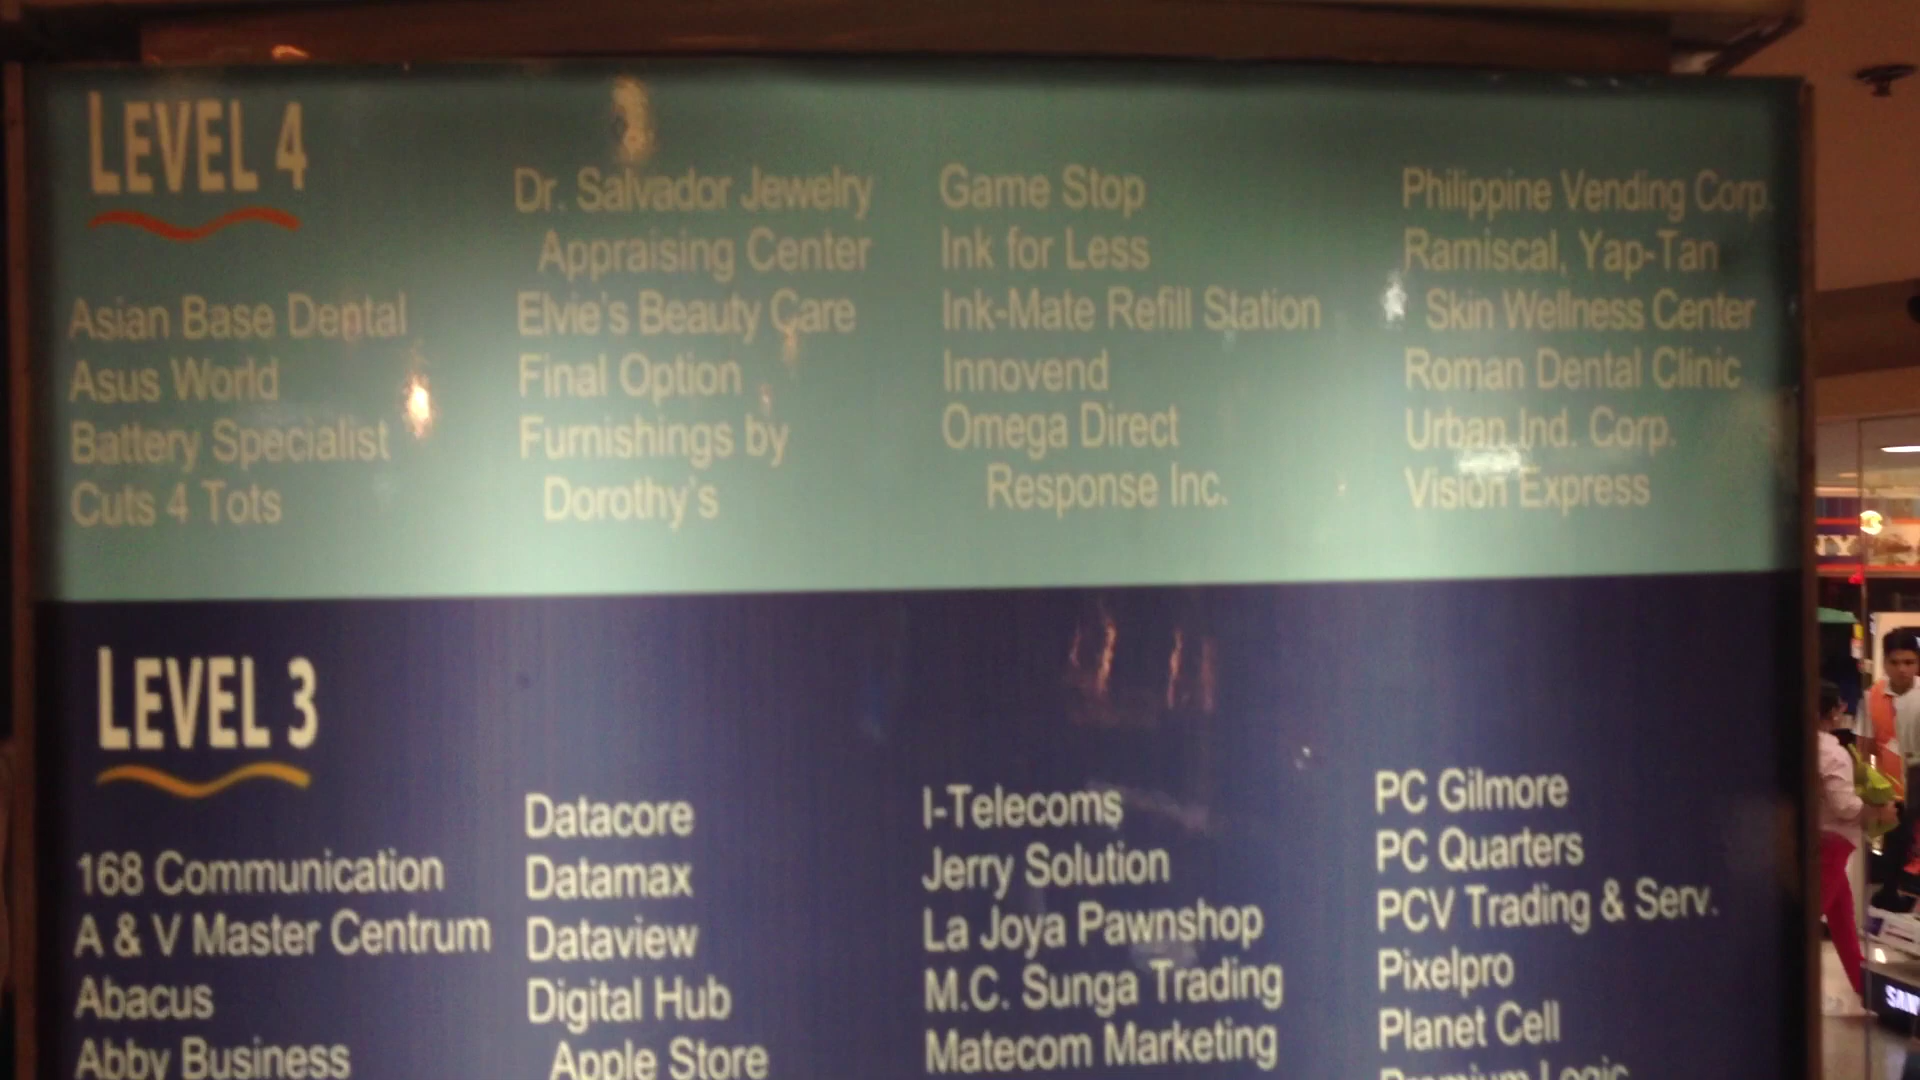 LEVEL 4
Asian Base Dental
Asus World
Battery Specialist
Cuts 4 Tots
Dr. Salvador Jewelry
Appraising Center
Elvie's Beauty Care
Final Option
Furnishings by
Dorothy's
Game Stop
Ink for Less
Ink-Mate Refill Station
Innovend
Omega Direct
Response Inc.
Philippine Vending Corp.
Ramiscal, Yap-Tan
Skin Wellness Center
Roman Dental Clinic
Urban Ind. Corp.
Vision Express
LEVEL 3
168 Communication
A & V Master Centrum
Abacus
Abby Business
Datacore
Datamax
Dataview
Digital Hub
Apple Store
I-Telecoms
Jerry Solution
La Joya Pawnshop
M.C. Sunga Trading
Matecom Marketing
PC Gilmore
PC Quarters
PCV Trading & Serv.
Pixelpro
Planet Cell
Premium Logic